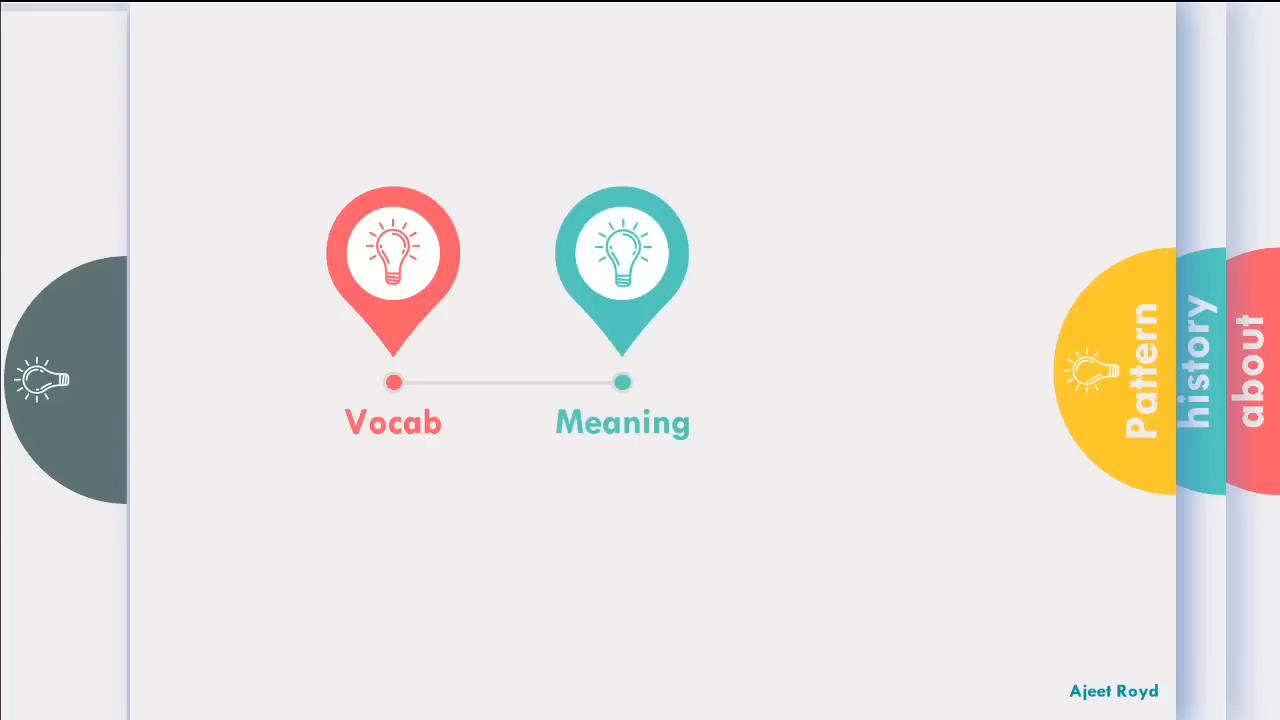 Vocab
Meaning
Pattern
history
about
Ajeet Royd